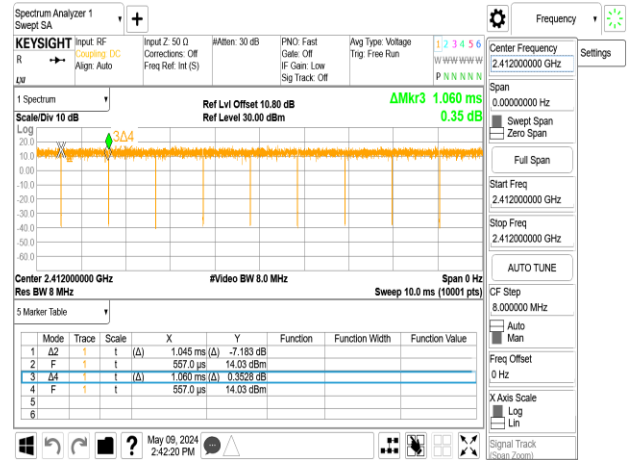 Spectrum Analyzer 1
Swept SA
+
Frequency
KEYSIGHT
R
Input: RF
Coupling: DC
Align: Auto
Input Z: 50 Ω
Corrections: Off
Freq Ref: Int (S)
#Atten: 30 dB
PNO: Fast
Gate: Off
IF Gain: Low
Sig Track: Off
Avg Type: Voltage
Trig: Free Run
1 2 3 4 5 6
W W W W W W
P N N N N N
1 Spectrum
Scale/Div 10 dB
Ref Lvl Offset 10.80 dB
Ref Level 30.00 dBm
ΔMkr3 1.060 ms
0.35 dB
Log
3Δ4
20.0
10.0
0.00
-10.0
-20.0
-30.0
-40.0
-50.0
-60.0
Center 2.412000000 GHz
#Video BW 8.0 MHz
Span 0 Hz
Res BW 8 MHz
Sweep 10.0 ms (10001 pts)
5 Marker Table
Mode Trace Scale X Y Function Function Width Function Value
1 Δ2 1 t (Δ) 1.045 ms (Δ) -7.183 dB
2 F 1 t 557.0 µs 14.03 dBm
3 Δ4 1 t (Δ) 1.060 ms (Δ) 0.3528 dB
4 F 1 t 557.0 µs 14.03 dBm
5
6
?
May 09, 2024
2:42:20 PM
Center Frequency
2.412000000 GHz
Settings
Span
0.00000000 Hz
Swept Span
Zero Span
Full Span
Start Freq
2.412000000 GHz
Stop Freq
2.412000000 GHz
AUTO TUNE
CF Step
8.000000 MHz
Auto
Man
Freq Offset
0 Hz
X Axis Scale
Log
Lin
Signal Track
(Span Zoom)